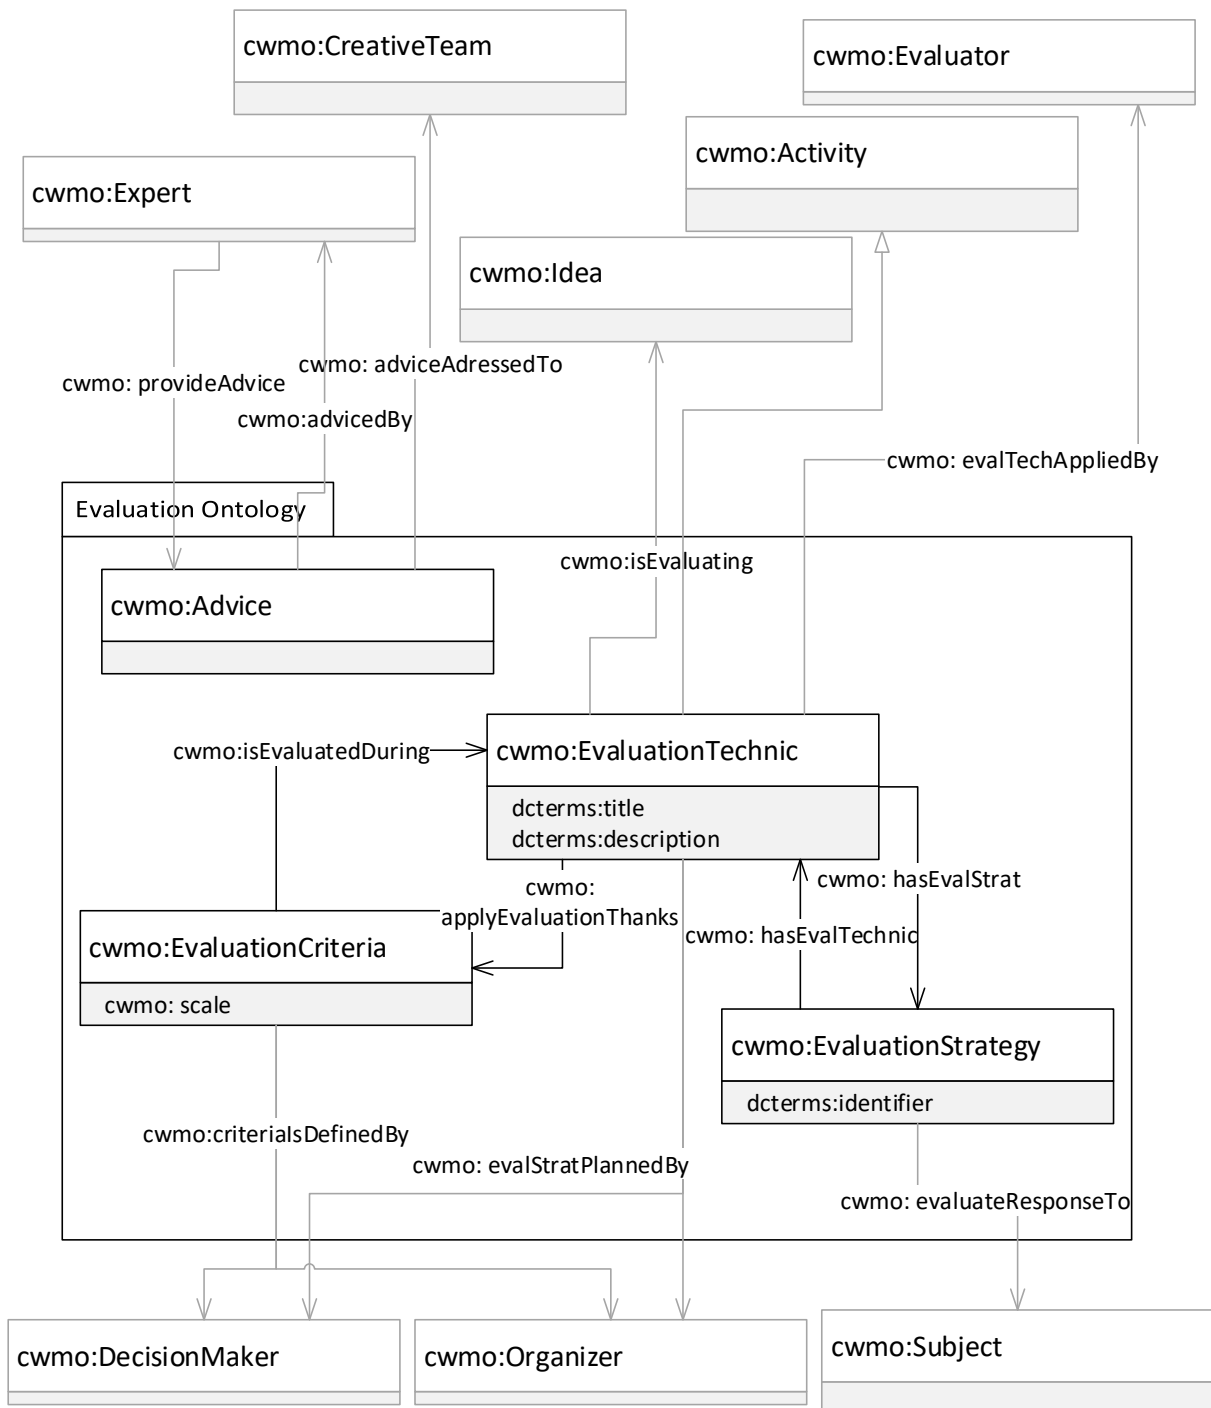 cwmo:CreativeTeam
cwmo:Evaluator
cwmo:Activity
cwmo:Expert
cwmo:Idea
cwmo: adviceAdressedTo
cwmo: provideAdvice
cwmo:advicedBy
cwmo: evalTechAppliedBy
Evaluation Ontology
cwmo:isEvaluating
cwmo:Advice
cwmo:isEvaluatedDuring
cwmo:EvaluationTechnic
dcterms:title
dcterms:description
cwmo:
applyEvaluationThanks
cwmo: hasEvalStrat
cwmo: hasEvalTechnic
cwmo:EvaluationCriteria
cwmo: scale
cwmo:EvaluationStrategy
dcterms:identifier
cwmo:criteriaIsDefinedBy
cwmo: evalStratPlannedBy
cwmo: evaluateResponseTo
cwmo:DecisionMaker
cwmo:Organizer
cwmo:Subject